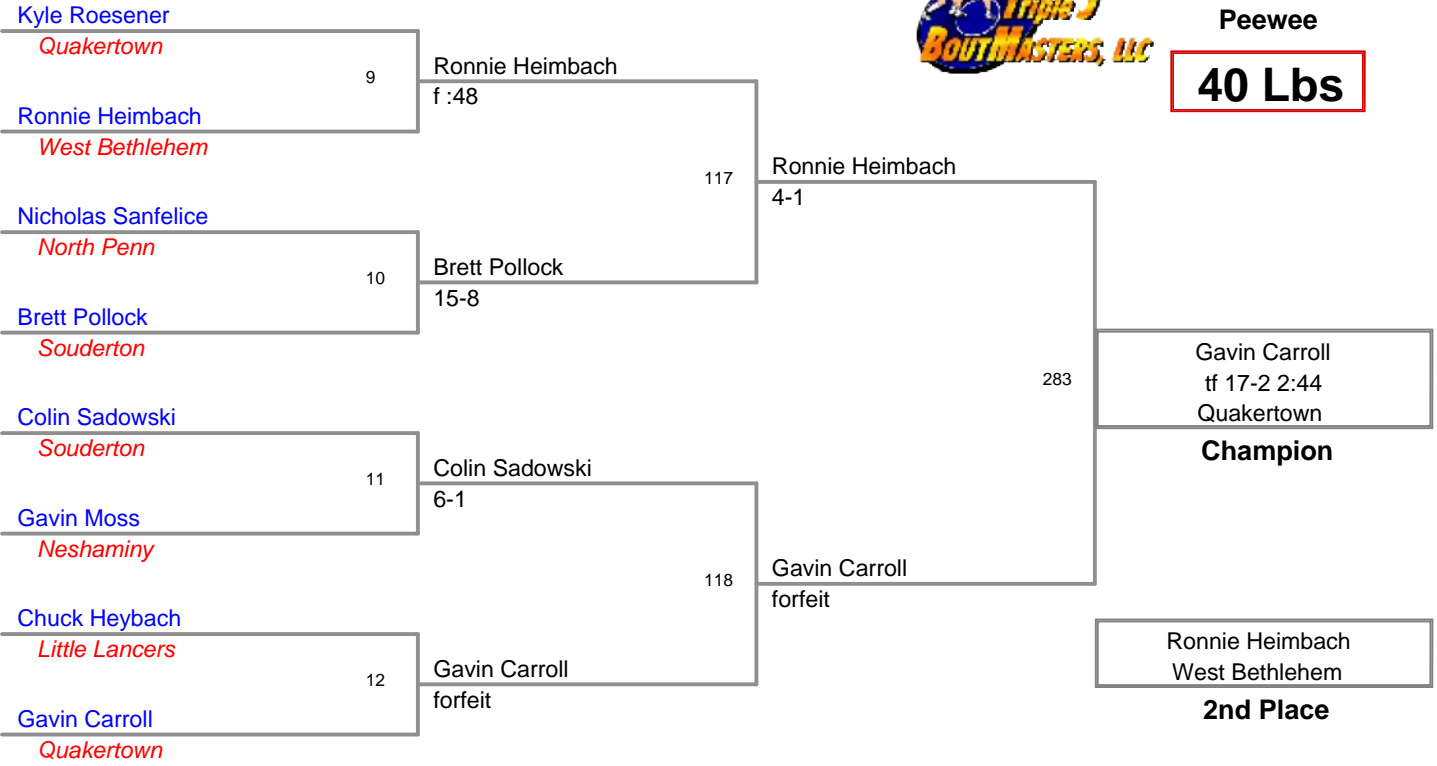 Triple J
BOUTMASTERS, LLC
Peewee
40 Lbs
Kyle Roesener
Quakertown
9
Ronnie Heimbach
f :48
Ronnie Heimbach
West Bethlehem
117
Ronnie Heimbach
4-1
Nicholas Sanfelice
North Penn
10
Brett Pollock
15-8
Brett Pollock
Souderton
283
Gavin Carroll
tf 17-2 2:44
Quakertown
Champion
Colin Sadowski
Souderton
11
Colin Sadowski
6-1
Gavin Moss
Neshaminy
118
Gavin Carroll
forfeit
Chuck Heybach
Little Lancers
12
Gavin Carroll
forfeit
Gavin Carroll
Quakertown
Ronnie Heimbach
West Bethlehem
2nd Place